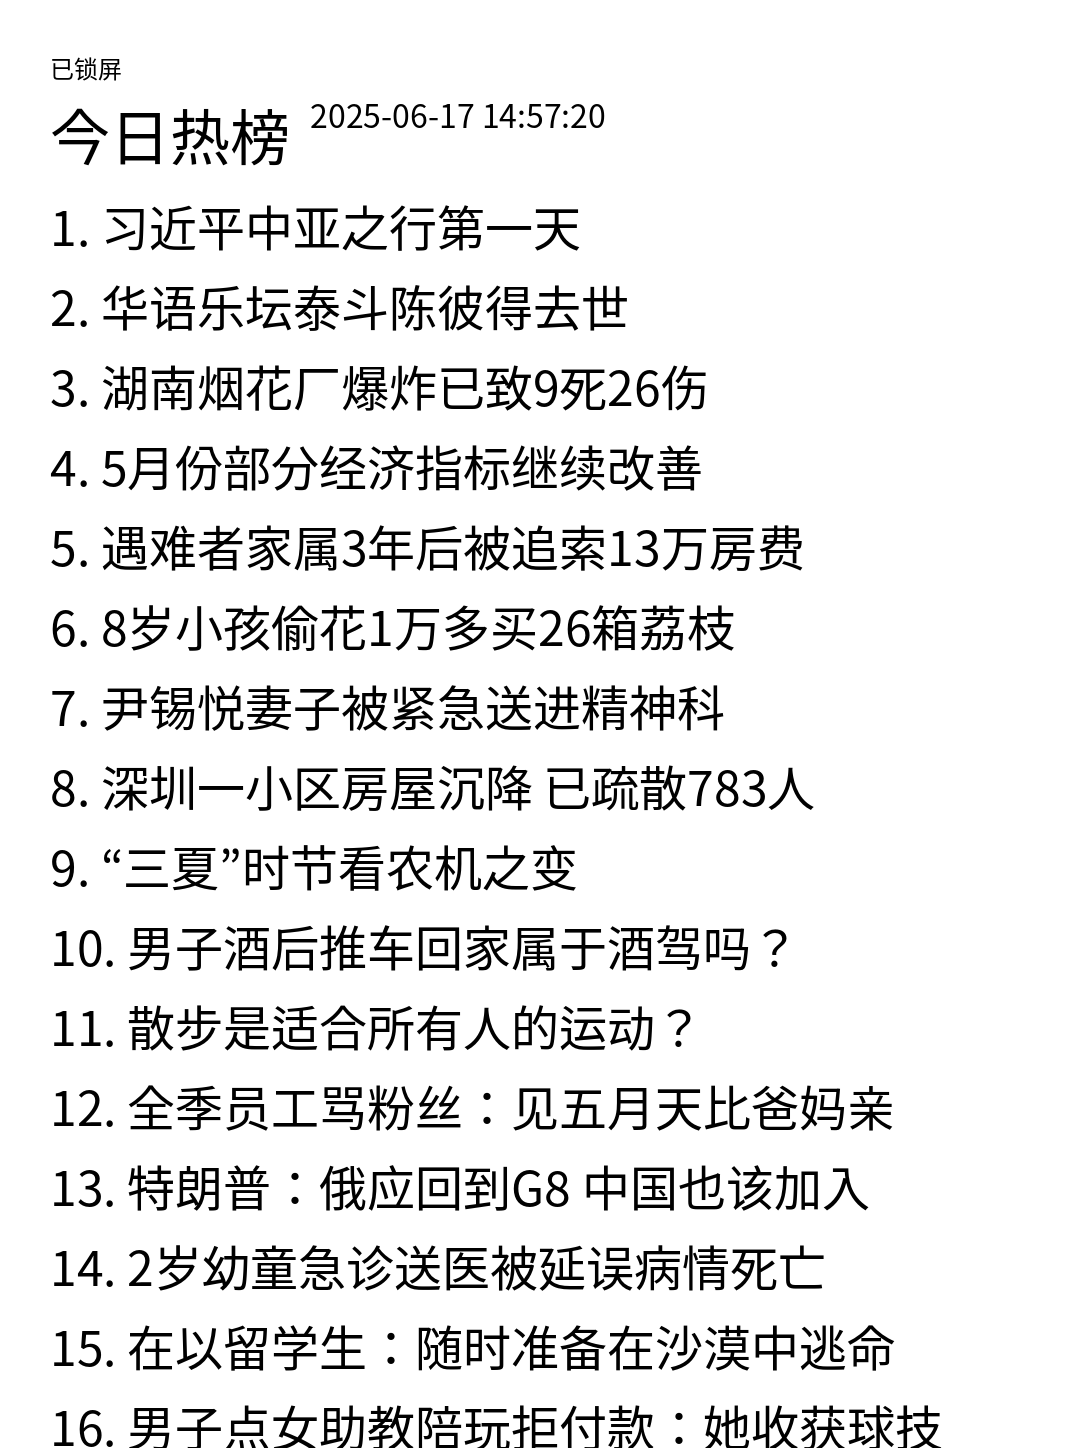 已锁屏
今日热榜 2025-06-17 14:57:20
1. 习近平中亚之行第一天
2. 华语乐坛泰斗陈彼得去世
3. 湖南烟花厂爆炸已致9死26伤
4. 5月份部分经济指标继续改善
5. 遇难者家属3年后被追索13万房费
6. 8岁小孩偷花1万多买26箱荔枝
7. 尹锡悦妻子被紧急送进精神科
8. 深圳一小区房屋沉降 已疏散783人
9. “三夏”时节看农机之变
10. 男子酒后推车回家属于酒驾吗？
11. 散步是适合所有人的运动？
12. 全季员工骂粉丝：见五月天比爸妈亲
13. 特朗普：俄应回到G8 中国也该加入
14. 2岁幼童急诊送医被延误病情死亡
15. 在以留学生：随时准备在沙漠中逃命
16. 男子点女助教陪玩拒付款：她收获球技